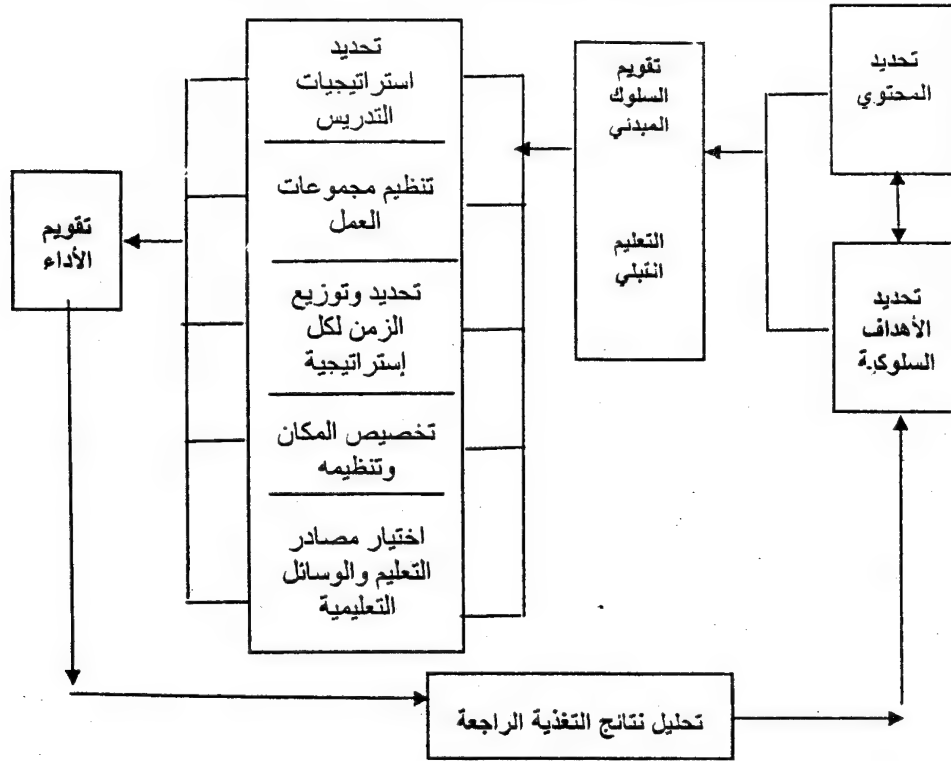 تحديد
المحتوي
تحديد
الأهداف
السلوكية
تقويم
السلوك
المبدئي
التعليم
انتبلي
تحديد
استراتيجيات
التدريس
تنظيم مجموعات
العمل
تحديد وتوزيع
الزمن لكل
إستراتيجية
تخصيص المكان
وتنظيمه
اختيار مصادر
التعليم والوسائل
التعليمية
تقويم
الأداء
تحليل نتائج التغذية الراجعة